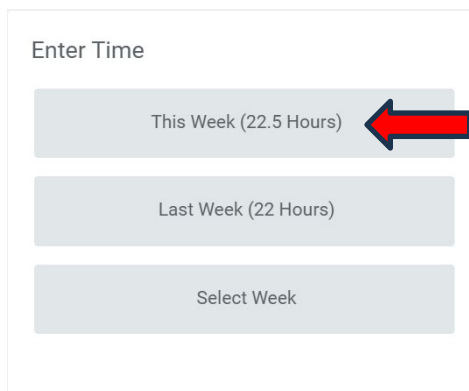 Enter Time
This Week (22.5 Hours)
Last Week (22 Hours)
Select Week